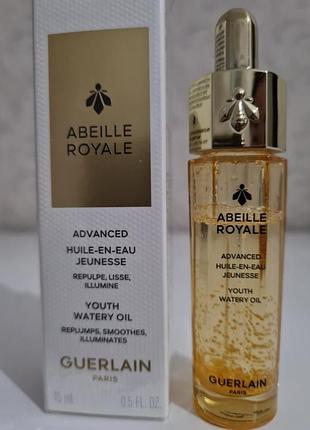 ABEILLE
ROYALE
ADVANCED
HUILE-EN-EAU
JEUNESSE
REPULPE, LISSE,
ILLUMINE
YOUTH
WATERY OIL
REPLUMPS, SMOOTHES,
ILLUMINATES
GUERLAIN
PARIS
15 ml 0.5 FL. OZ.
ABEILLE
ROYALE
ADVANCED
HUILE-EN-EAU
JEUNESSE
YOUTH
WATERY OIL
GUERLAIN
PARIS